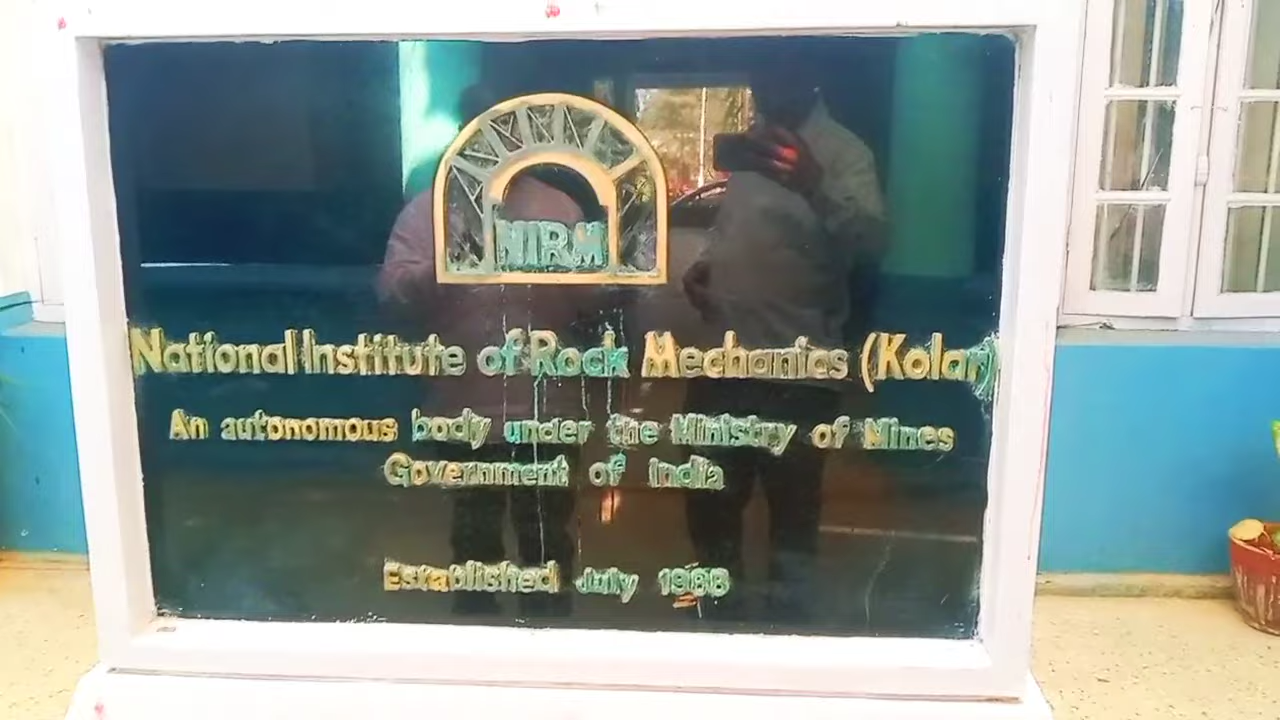 NIRM
National Institute of Rock Mechanics (Kolar)
An autonomous body under the Ministry of Mines
Government of India
Established July 1988